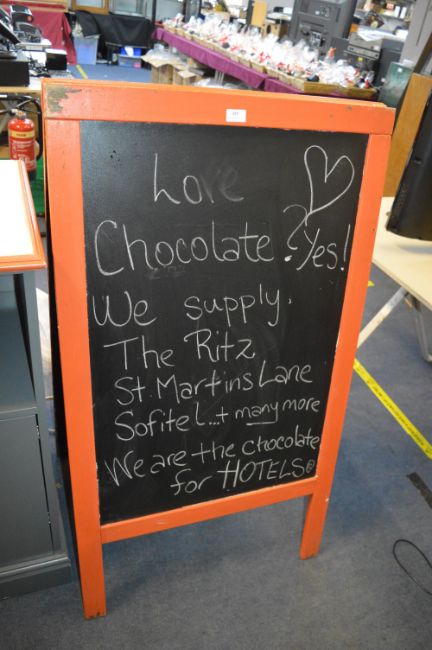 Love
Chocolate? Yes!
We supply.
The Ritz
St. Martins Lane
Sofitel...+ many more
We are the chocolate
for HOTELS